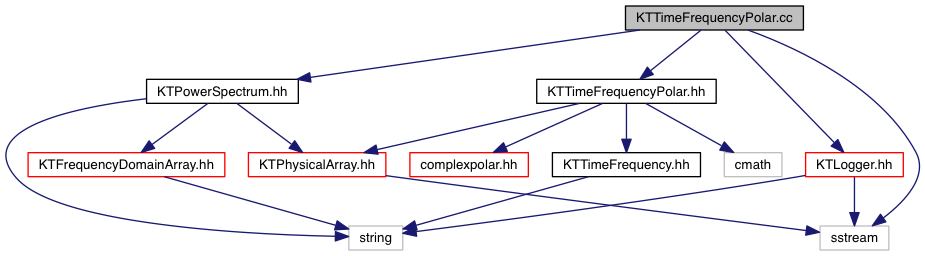 KTTimeFrequencyPolar.cc
KTPowerSpectrum.hh
KTTimeFrequencyPolar.hh
KTFrequencyDomainArray.hh
KTPhysicalArray.hh
complexpolar.hh
KTTimeFrequency.hh
cmath
KTLogger.hh
string
sstream